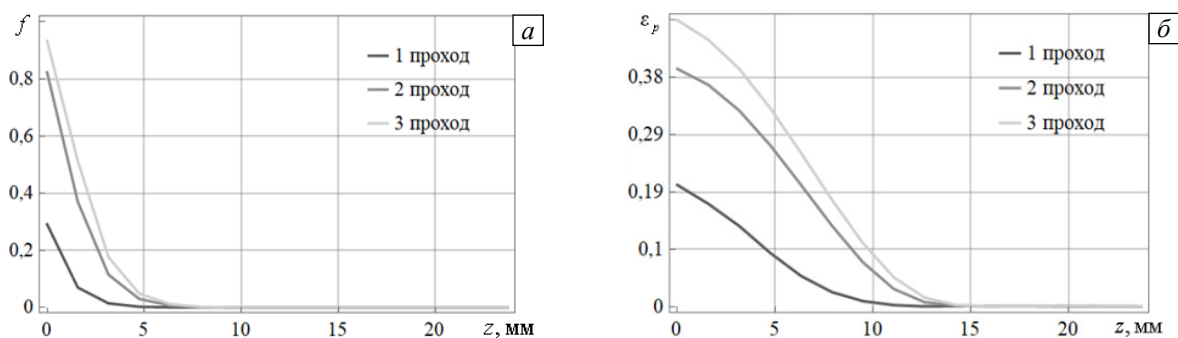 f
а
1 проход
2 проход
3 проход
0,8
0,6
0,4
0,2
0
0 5 10 15 20 z, мм
ε p
б
1 проход
2 проход
3 проход
0,38
0,29
0,19
0,1
0
0 5 10 15 20 z, мм